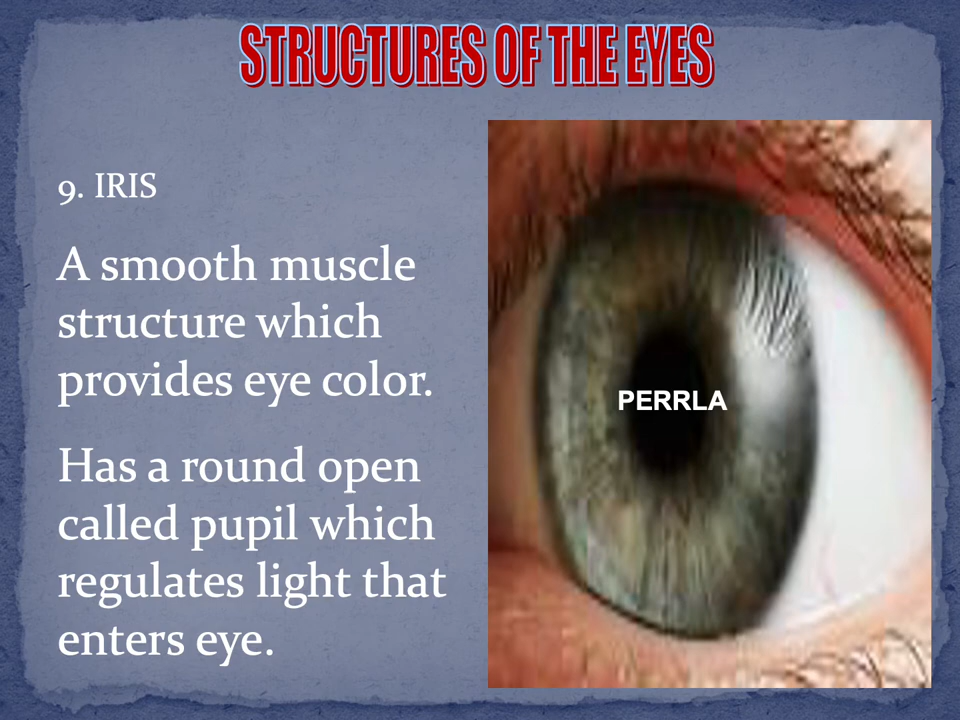 STRUCTURES OF THE EYES
9. IRIS
A smooth muscle
structure which
provides eye color.
Has a round open
called pupil which
regulates light that
enters eye.
PERRLA